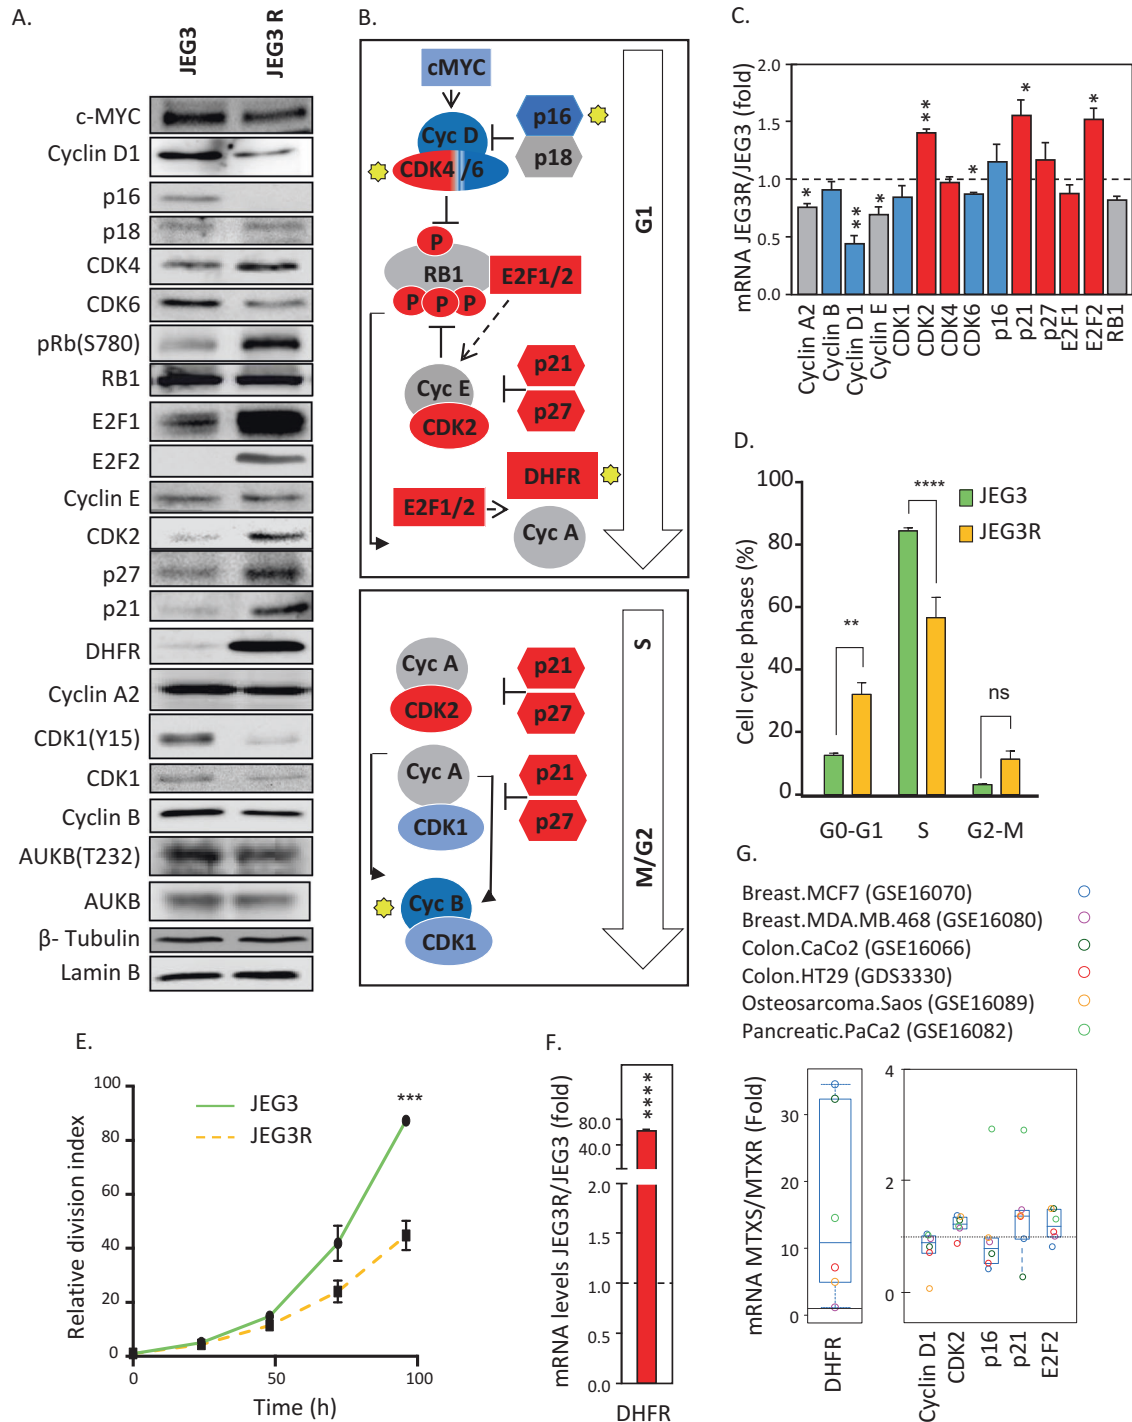 A.
JEG3
JEG3 R
c-MYC
Cyclin D1
p16
p18
CDK4
CDK6
pRb(S780)
RB1
E2F1
E2F2
Cyclin E
CDK2
p27
p21
DHFR
Cyclin A2
CDK1(Y15)
CDK1
Cyclin B
AUKB(T232)
AUKB
β- Tubulin
Lamin B
B.
cMYC
Cyc D
CDK4 /6
p16
p18
P
RB1
E2F1/2
P P P
Cyc E
CDK2
p21
p27
DHFR
E2F1/2
Cyc A
G1
Cyc A
CDK2
p21
p27
Cyc A
CDK1
p21
p27
Cyc B
CDK1
S
M/G2
C.
mRNA JEG3R/JEG3 (fold)
2.0
1.5
1.0
0.5
0.0
*
**
*
**
*
*
*
Cyclin A2
Cyclin B
Cyclin D1
Cyclin E
CDK1
CDK2
CDK4
CDK6
p16
p21
p27
E2F1
E2F2
RB1
D.
Cell cycle phases (%)
100
80
60
40
20
0
**
****
ns
JEG3
JEG3R
G0-G1
S
G2-M
E.
Relative division index
100
80
60
40
20
0
JEG3
JEG3R
***
0
50
100
Time (h)
F.
mRNA levels JEG3R/JEG3 (fold)
80.0
40.0
2.0
1.5
1.0
0.5
0.0
****
DHFR
G.
Breast.MCF7 (GSE16070)
Breast.MDA.MB.468 (GSE16080)
Colon.CaCo2 (GSE16066)
Colon.HT29 (GDS3330)
Osteosarcoma.Saos (GSE16089)
Pancreatic.PaCa2 (GSE16082)
mRNA MTXS/MTXR (Fold)
30
20
10
0
DHFR
4
2
0
Cyclin D1
CDK2
p16
p21
E2F2